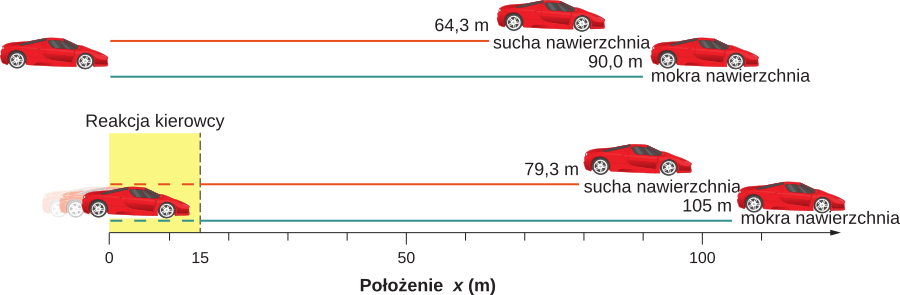 64,3 m
sucha nawierzchnia
90,0 m
mokra nawierzchnia
Reakcja kierowcy
79,3 m
sucha nawierzchnia
105 m
mokra nawierzchnia
0 15 50 100
Położenie x (m)